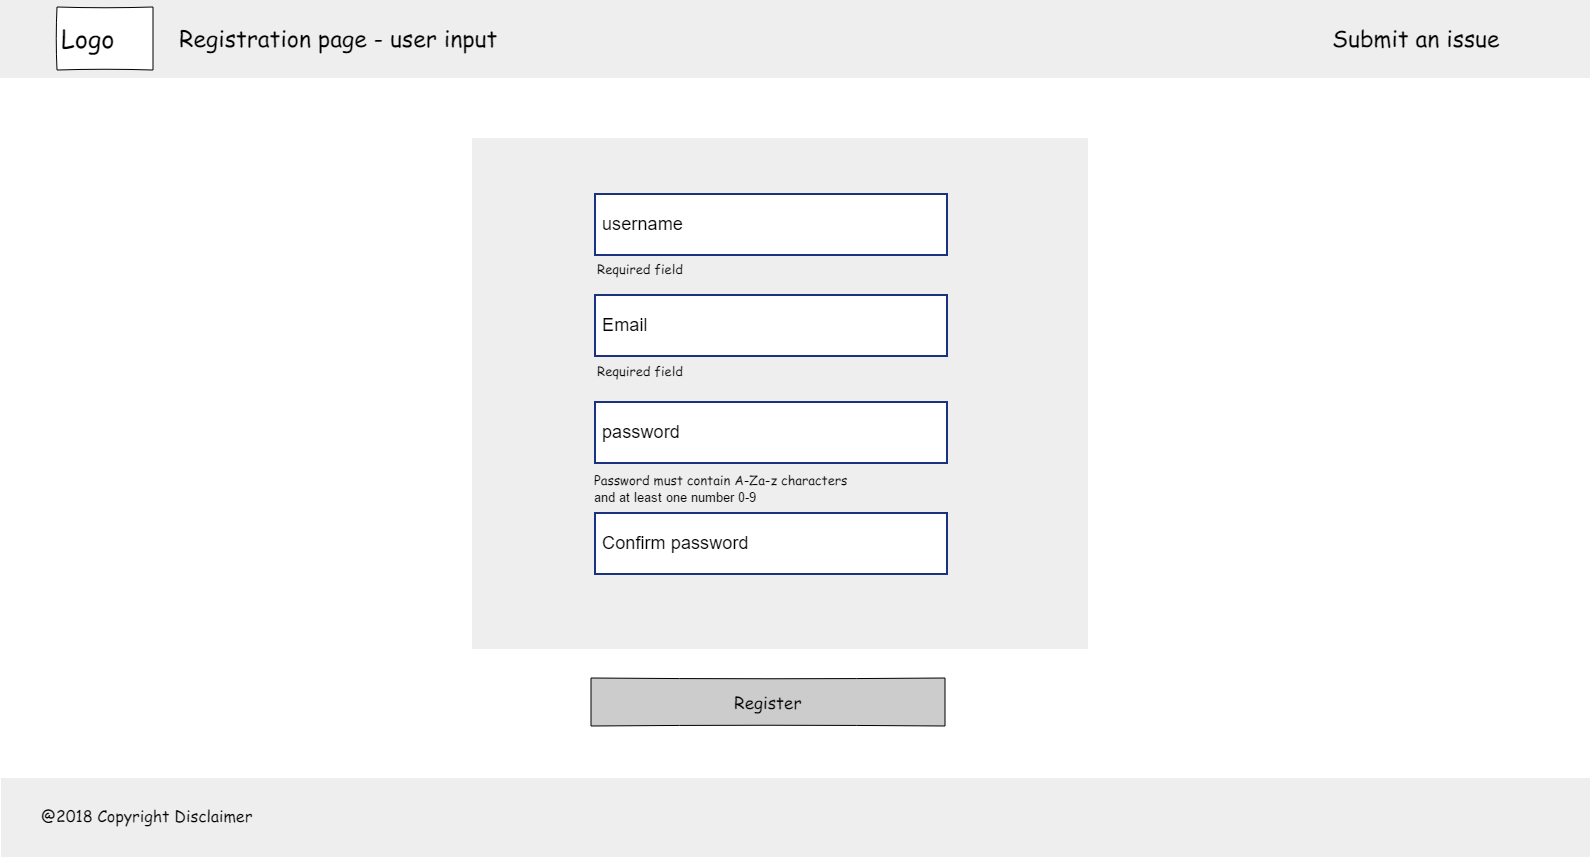 Logo
Registration page - user input
Submit an issue
username
Required field
Email
Required field
password
Password must contain A-Za-z characters
and at least one number 0-9
Confirm password
Register
@2018 Copyright Disclaimer